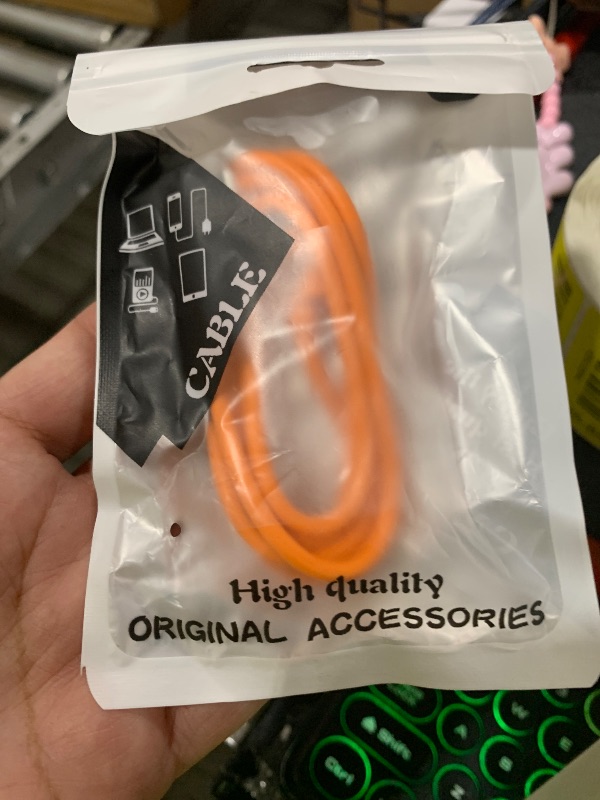 CABLE
High quality
ORIGINAL ACCESSORIES
Shift
Ctrl
W
A
E
S
Z